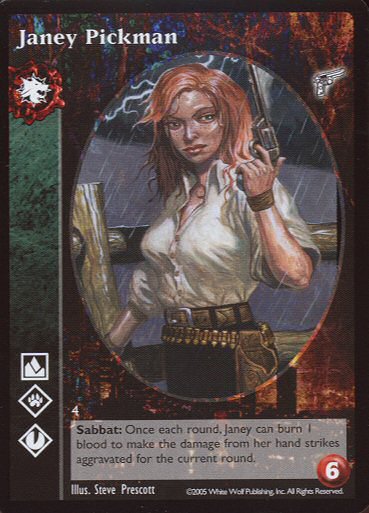 Janey Pickman
4
Sabbat: Once each round, Janey can burn 1
blood to make the damage from her hand strikes
aggravated for the current round.
6
Illus. Steve Prescott
©2005 White Wolf Publishing, Inc. All Rights Reserved.